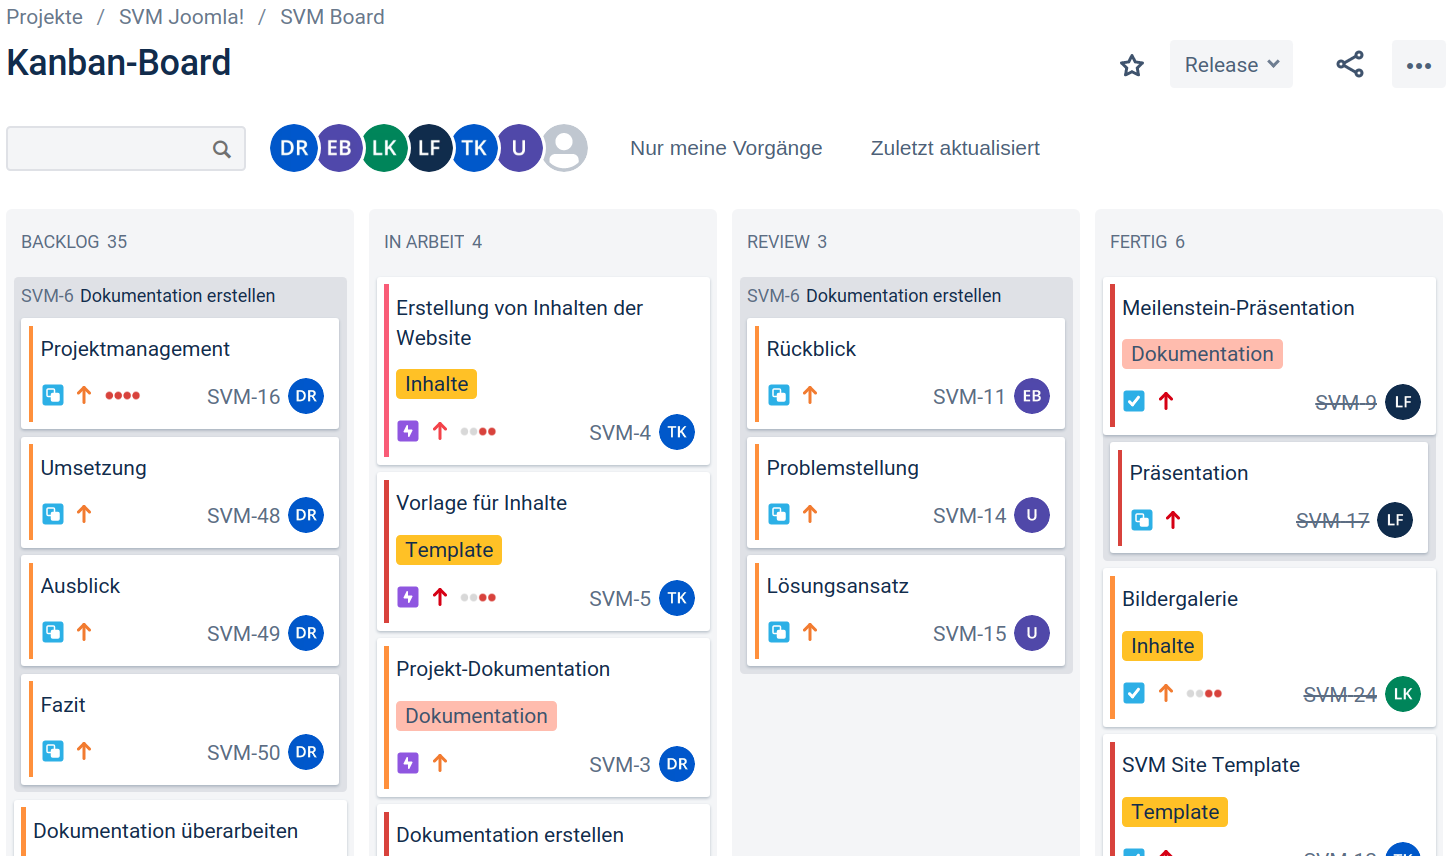 Projekte / SVM Joomla! / SVM Board
Kanban-Board
Release
DR EB LK LF TK U
Nur meine Vorgänge
Zuletzt aktualisiert
BACKLOG 35
SVM-6 Dokumentation erstellen
Projektmanagement
SVM-16 DR
Umsetzung
SVM-48 DR
Ausblick
SVM-49 DR
Fazit
SVM-50 DR
Dokumentation überarbeiten
IN ARBEIT 4
Erstellung von Inhalten der
Website
Inhalte
SVM-4 TK
Vorlage für Inhalte
Template
SVM-5 TK
Projekt-Dokumentation
Dokumentation
SVM-3 DR
Dokumentation erstellen
REVIEW 3
SVM-6 Dokumentation erstellen
Rückblick
SVM-11 EB
Problemstellung
SVM-14 U
Lösungsansatz
SVM-15 U
FERTIG 6
Meilenstein-Präsentation
Dokumentation
SVM-9 LF
Präsentation
SVM-17 LF
Bildergalerie
Inhalte
SVM-24 LK
SVM Site Template
Template